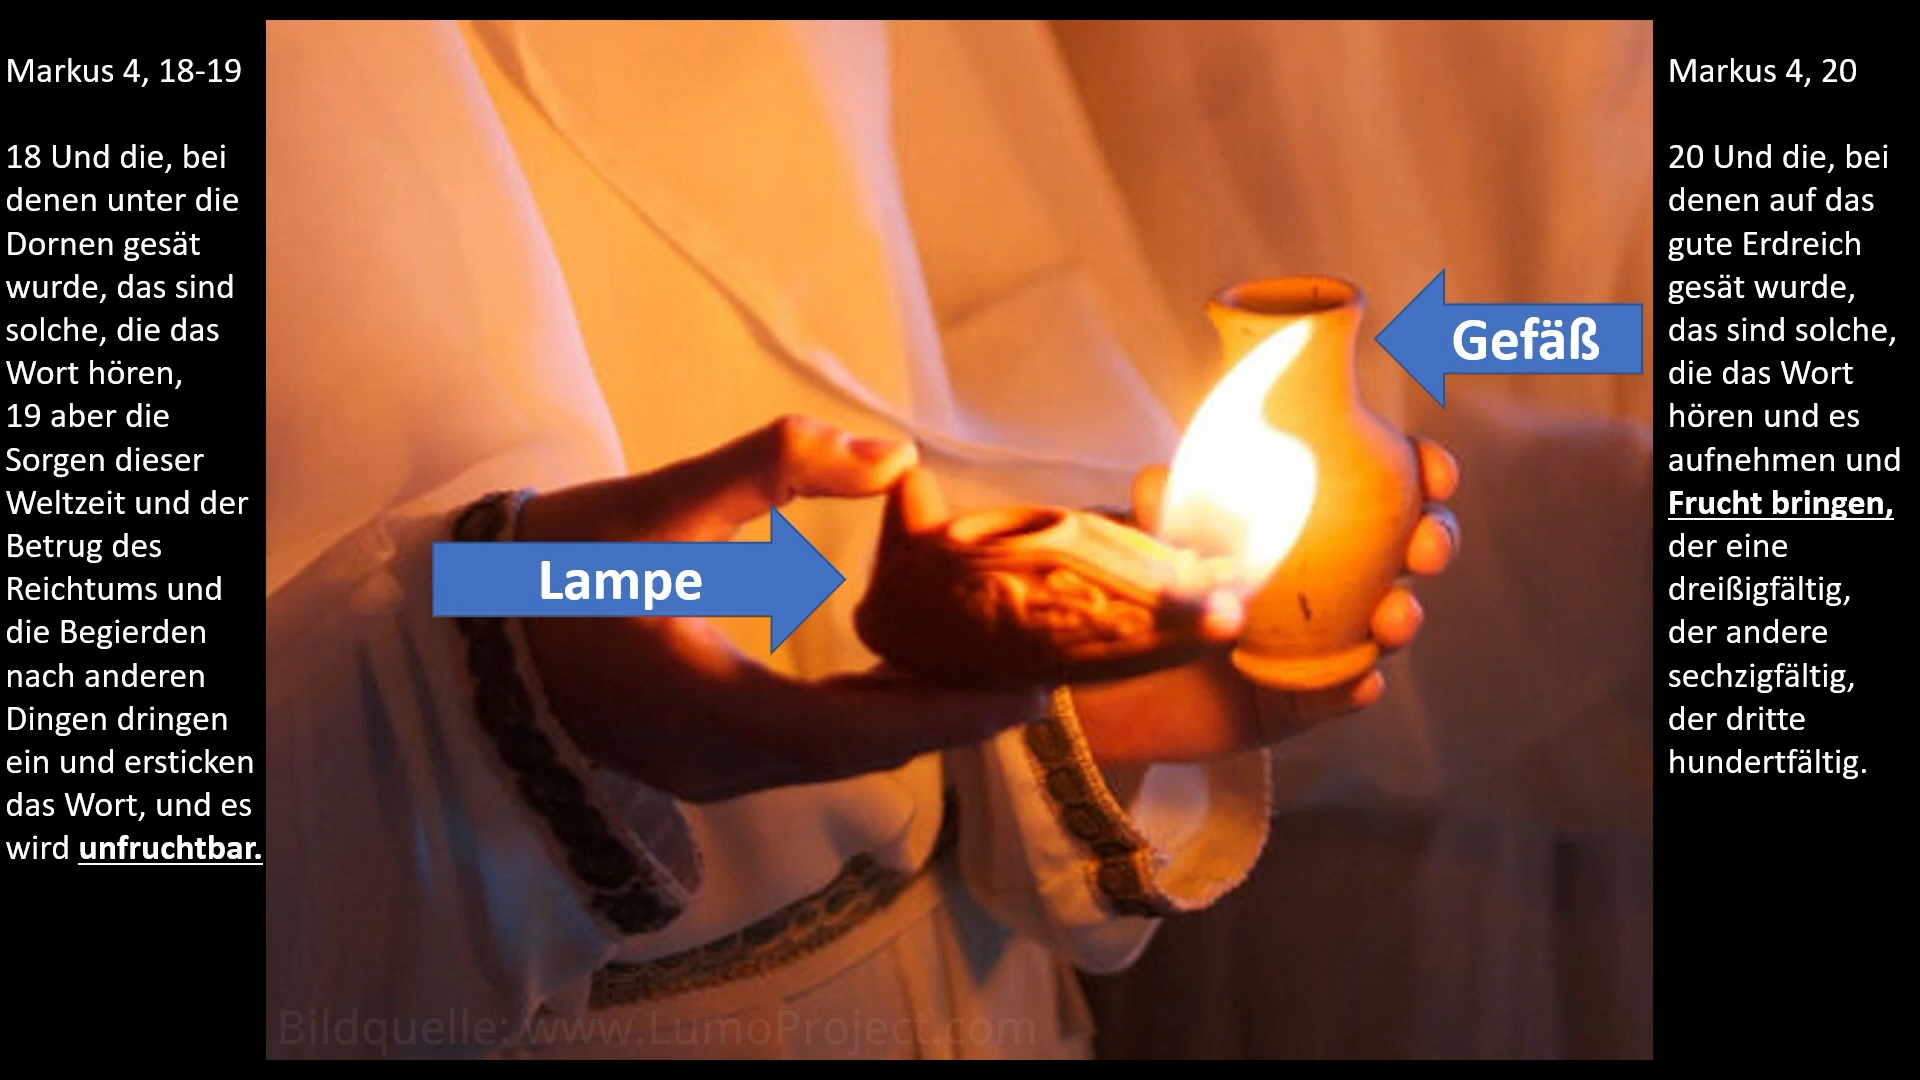 Markus 4, 18-19
18 Und die, bei
denen unter die
Dornen gesät
wurde, das sind
solche, die das
Wort hören,
19 aber die
Sorgen dieser
Weltzeit und der
Betrug des
Reichtums und
die Begierden
nach anderen
Dingen dringen
ein und ersticken
das Wort, und es
wird unfruchtbar.
Lampe
Gefäß
Bildquelle: www.LumoProject.com
Markus 4, 20
20 Und die, bei
denen auf das
gute Erdreich
gesät wurde,
das sind solche,
die das Wort
hören und es
aufnehmen und
Frucht bringen,
der eine
dreißigfältig,
der andere
sechzigfältig,
der dritte
hundertfältig.